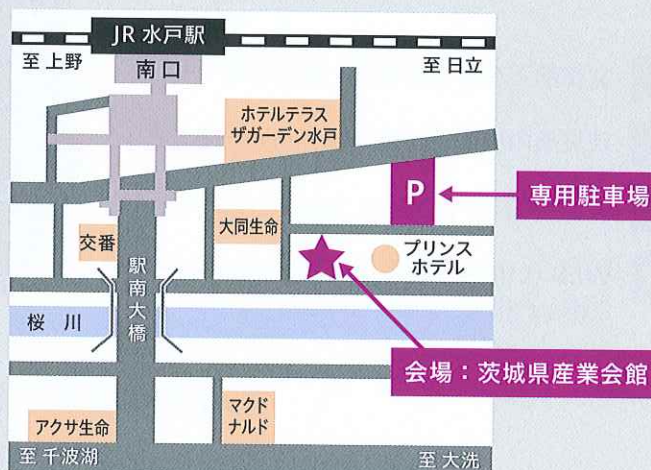 JR 水戸駅
至 上野
南 口
至 日立
ホテルテラス
ザガーデン水戸
P
専用駐車場
大同生命
交番
プリンス
ホテル
駅南大橋
桜 川
会場：茨城県産業会館
マクド
ナルド
アクサ生命
至 千波湖
至 大洗